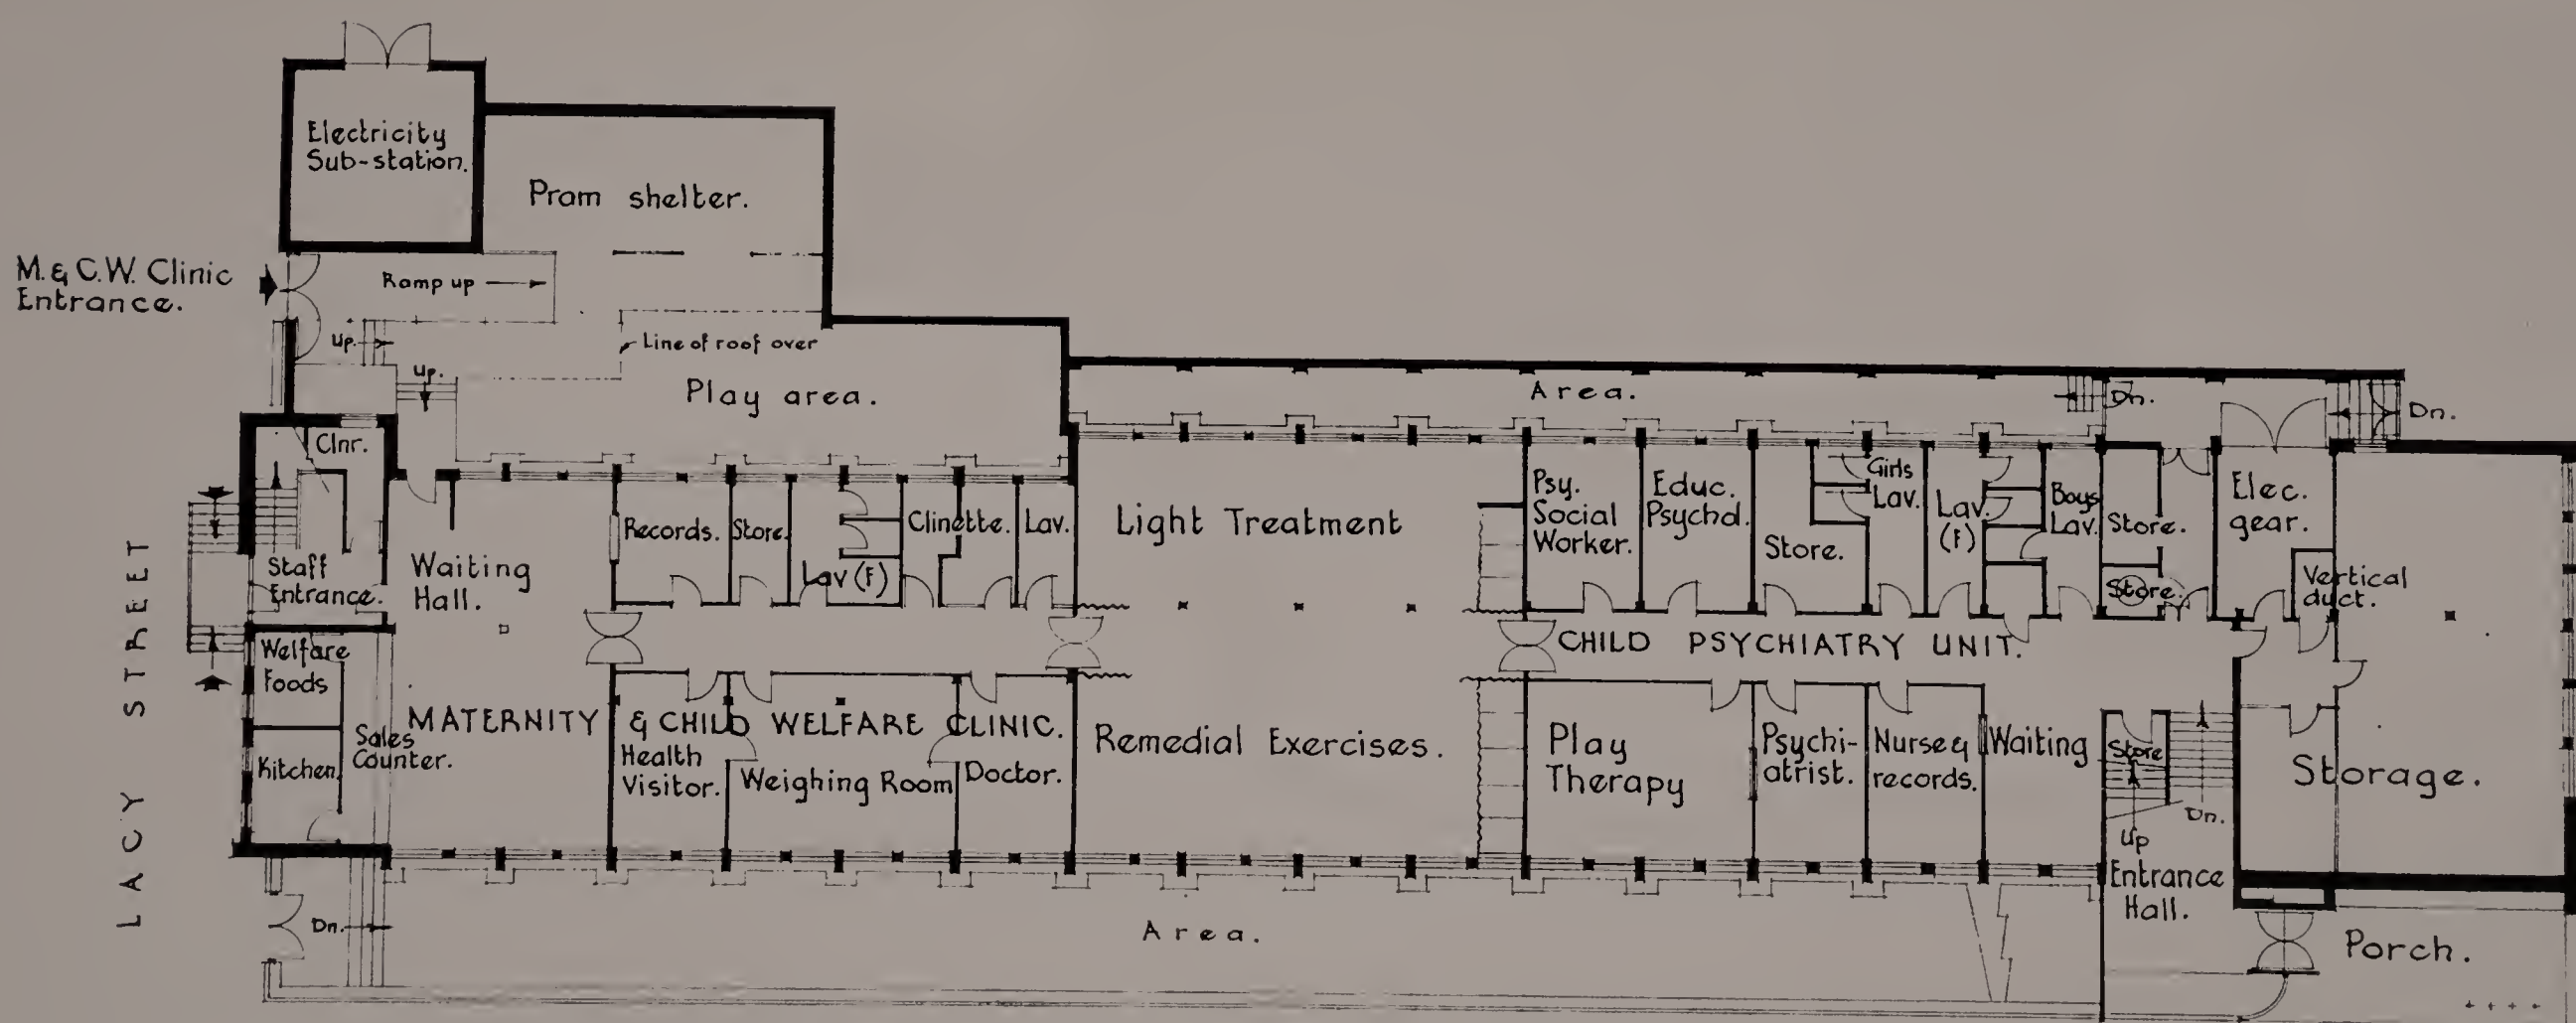 Electricity
Sub-station.
Pram shelter.
M. & C.W. Clinic
Entrance.
Ramp up
Up.
Line of roof over
Up.
Play area.
Area.
Dn.
Dn.
Clnr.
Staff
Entrance.
Waiting
Hall.
Records.
Store.
Lav (F)
Clinette.
Lav.
Light Treatment
Psy.
Social
Worker.
Educ.
Psychol.
Store.
Girls
Lav.
Lav.
(F)
Boys
Lav.
Store.
Store.
Elec.
gear.
Vertical
duct.
LACY STREET
Welfare
Foods
Kitchen.
Sales
Counter.
MATERNITY & CHILD WELFARE CLINIC.
Health
Visitor.
Weighing Room
Doctor.
Remedial Exercises.
CHILD PSYCHIATRY UNIT.
Play
Therapy
Psychi-
atrist.
Nurse &
records.
Waiting
Store
Up
Dn.
Entrance
Hall.
Storage.
Dn.
Area.
Porch.